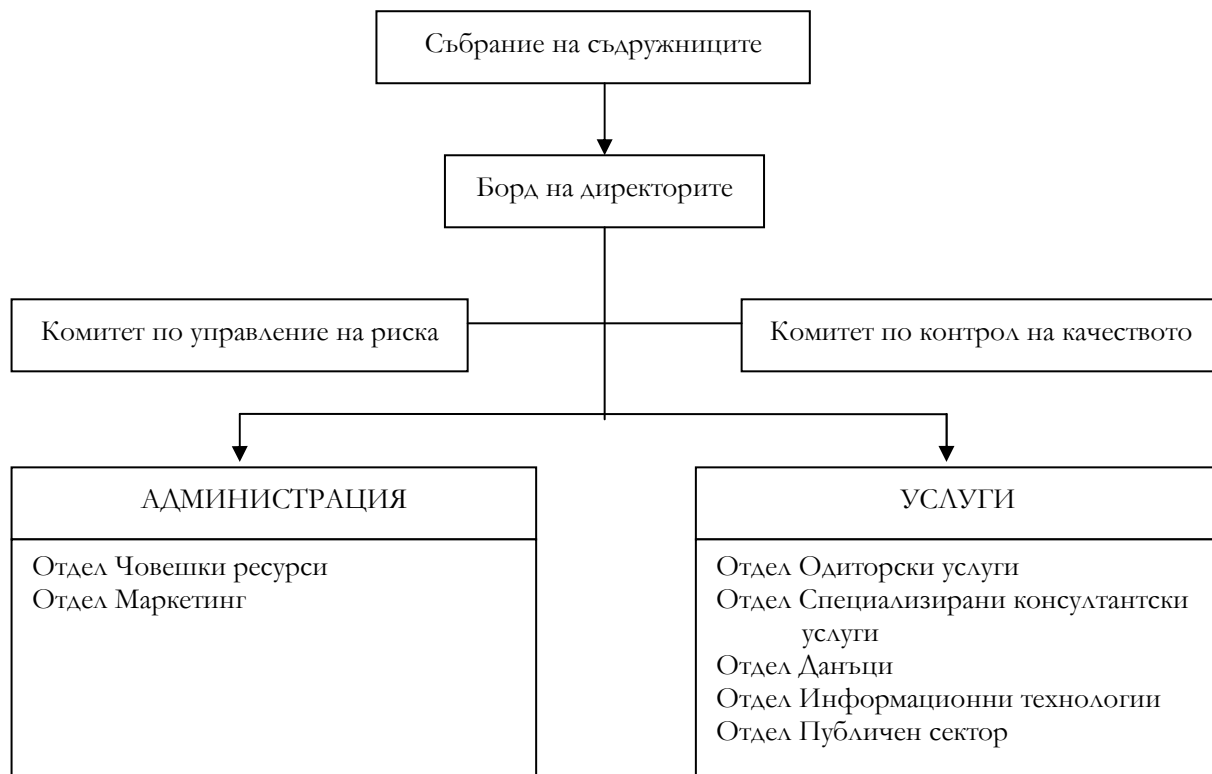 Събрание на съдружниците
Борд на директорите
Комитет по управление на риска
Комитет по контрол на качеството
АДМИНИСТРАЦИЯ
Отдел Човешки ресурси
Отдел Маркетинг
УСЛУГИ
Отдел Одиторски услуги
Отдел Специализирани консултантски
услуги
Отдел Данъци
Отдел Информационни технологии
Отдел Публичен сектор